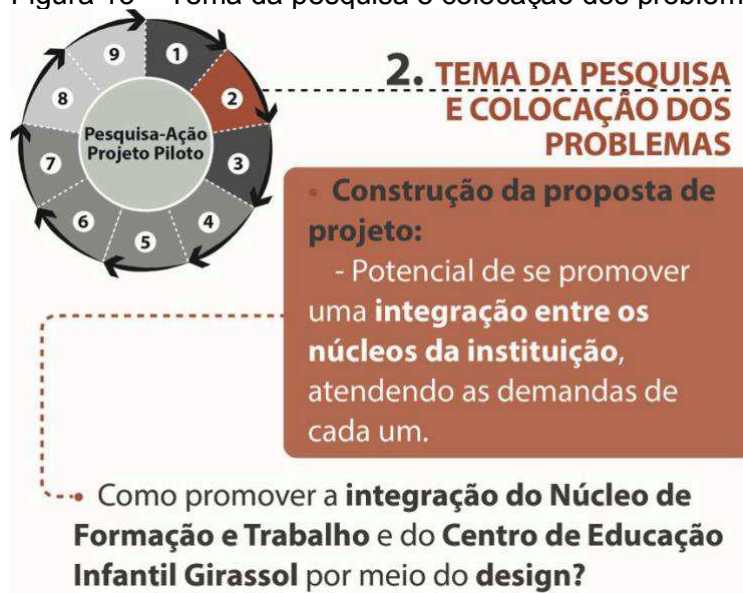 9
1
2
3
4
5
6
7
8
Pesquisa-Ação
Projeto Piloto
2. TEMA DA PESQUISA
E COLOCAÇÃO DOS
PROBLEMAS
• Construção da proposta de
projeto:
- Potencial de se promover
uma integração entre os
núcleos da instituição,
atendendo as demandas de
cada um.
• Como promover a integração do Núcleo de
Formação e Trabalho e do Centro de Educação
Infantil Girassol por meio do design?